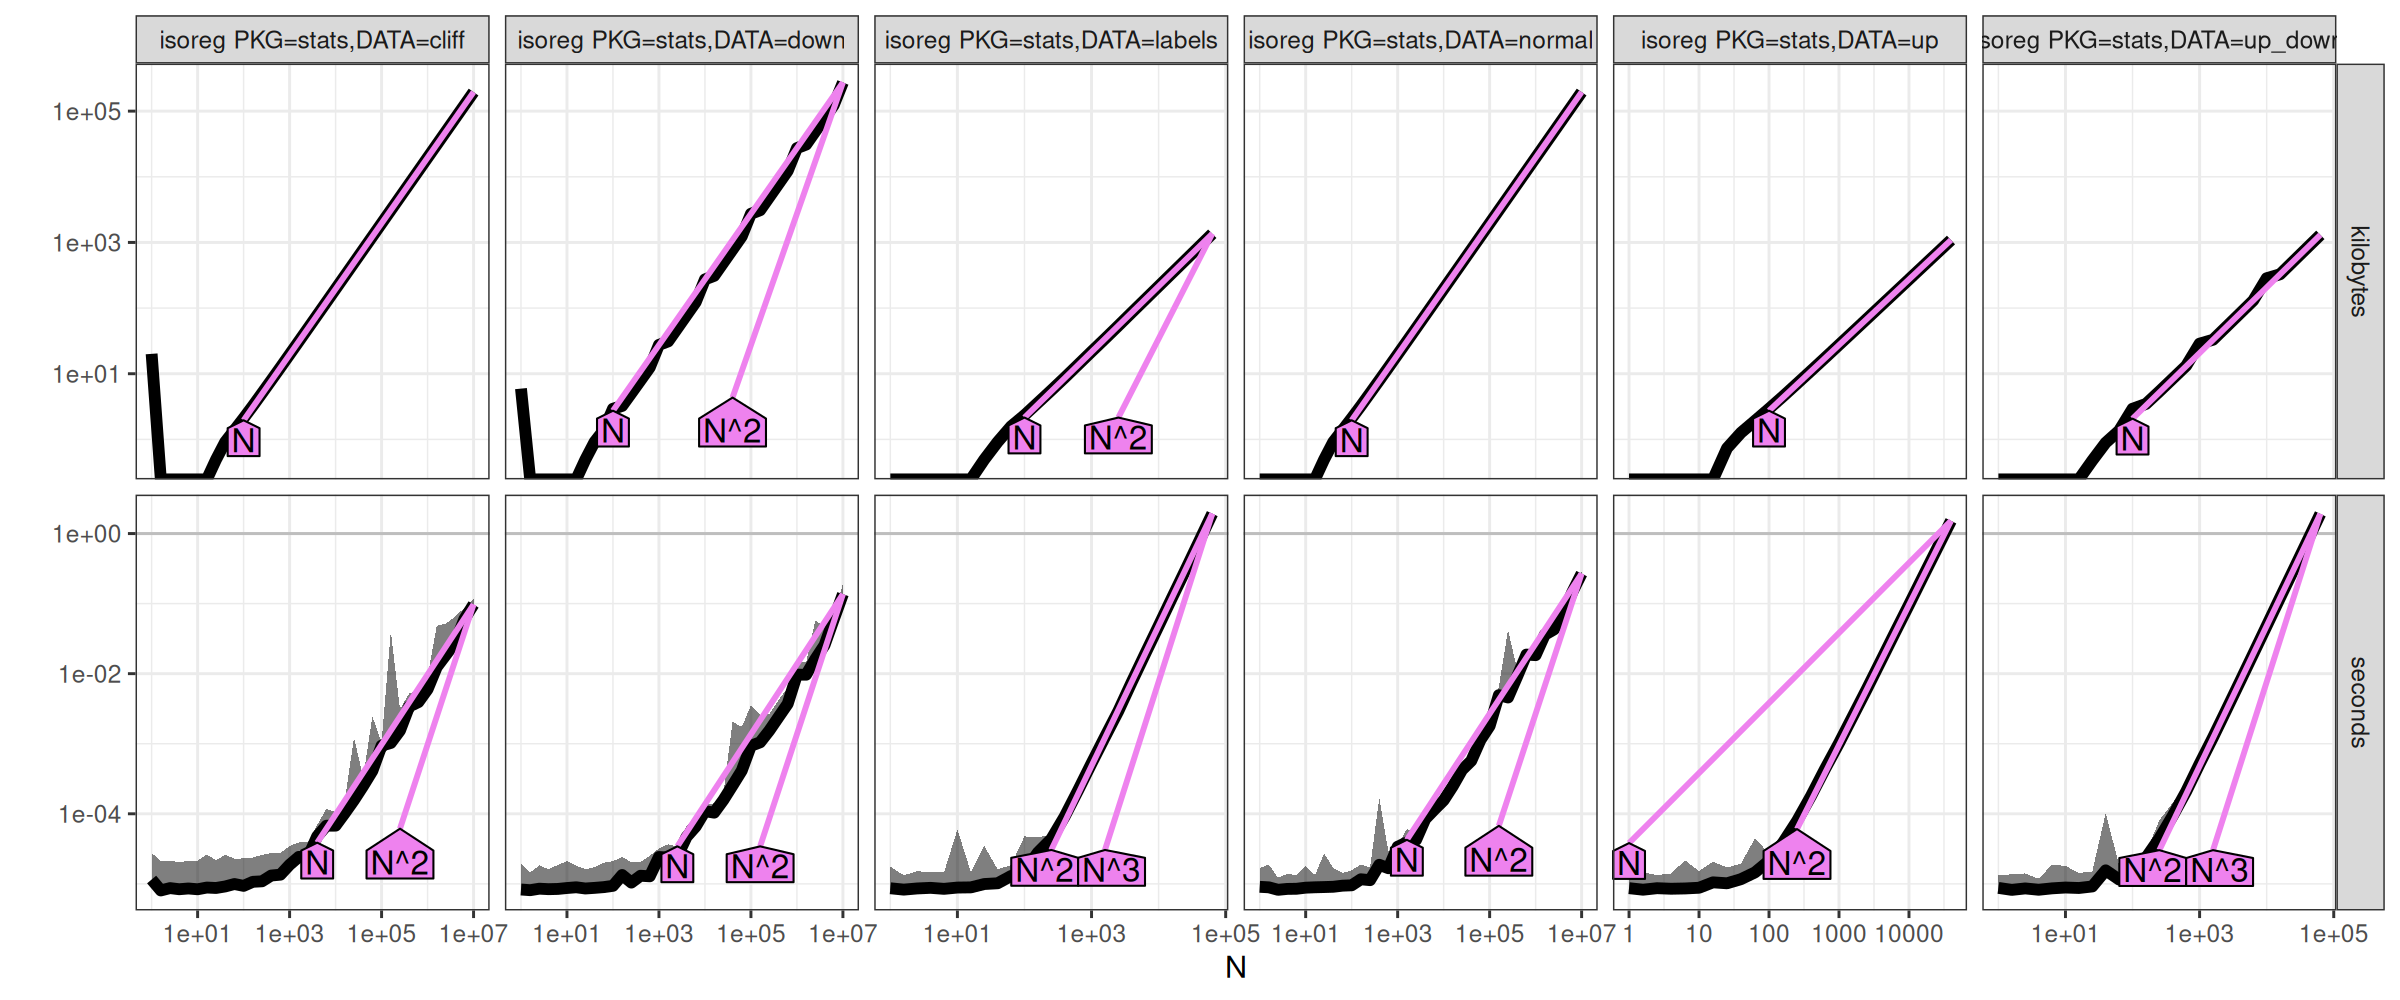 isoreg PKG=stats,DATA=cliff
isoreg PKG=stats,DATA=down
isoreg PKG=stats,DATA=labels
isoreg PKG=stats,DATA=normal
isoreg PKG=stats,DATA=up
soreg PKG=stats,DATA=up_down
1e+05
1e+03
1e+01
N
N
N^2
N
N^2
N
N
N
kilobytes
1e+00
1e-02
1e-04
N
N^2
N
N^2
N^2
N^3
N
N^2
N
N^2
N^2
N^3
seconds
1e+01 1e+03 1e+05 1e+07
1e+01 1e+03 1e+05 1e+07
1e+01 1e+03 1e+05
1e+01 1e+03 1e+05 1e+07
1 10 100 1000 10000
1e+01 1e+03 1e+05
N